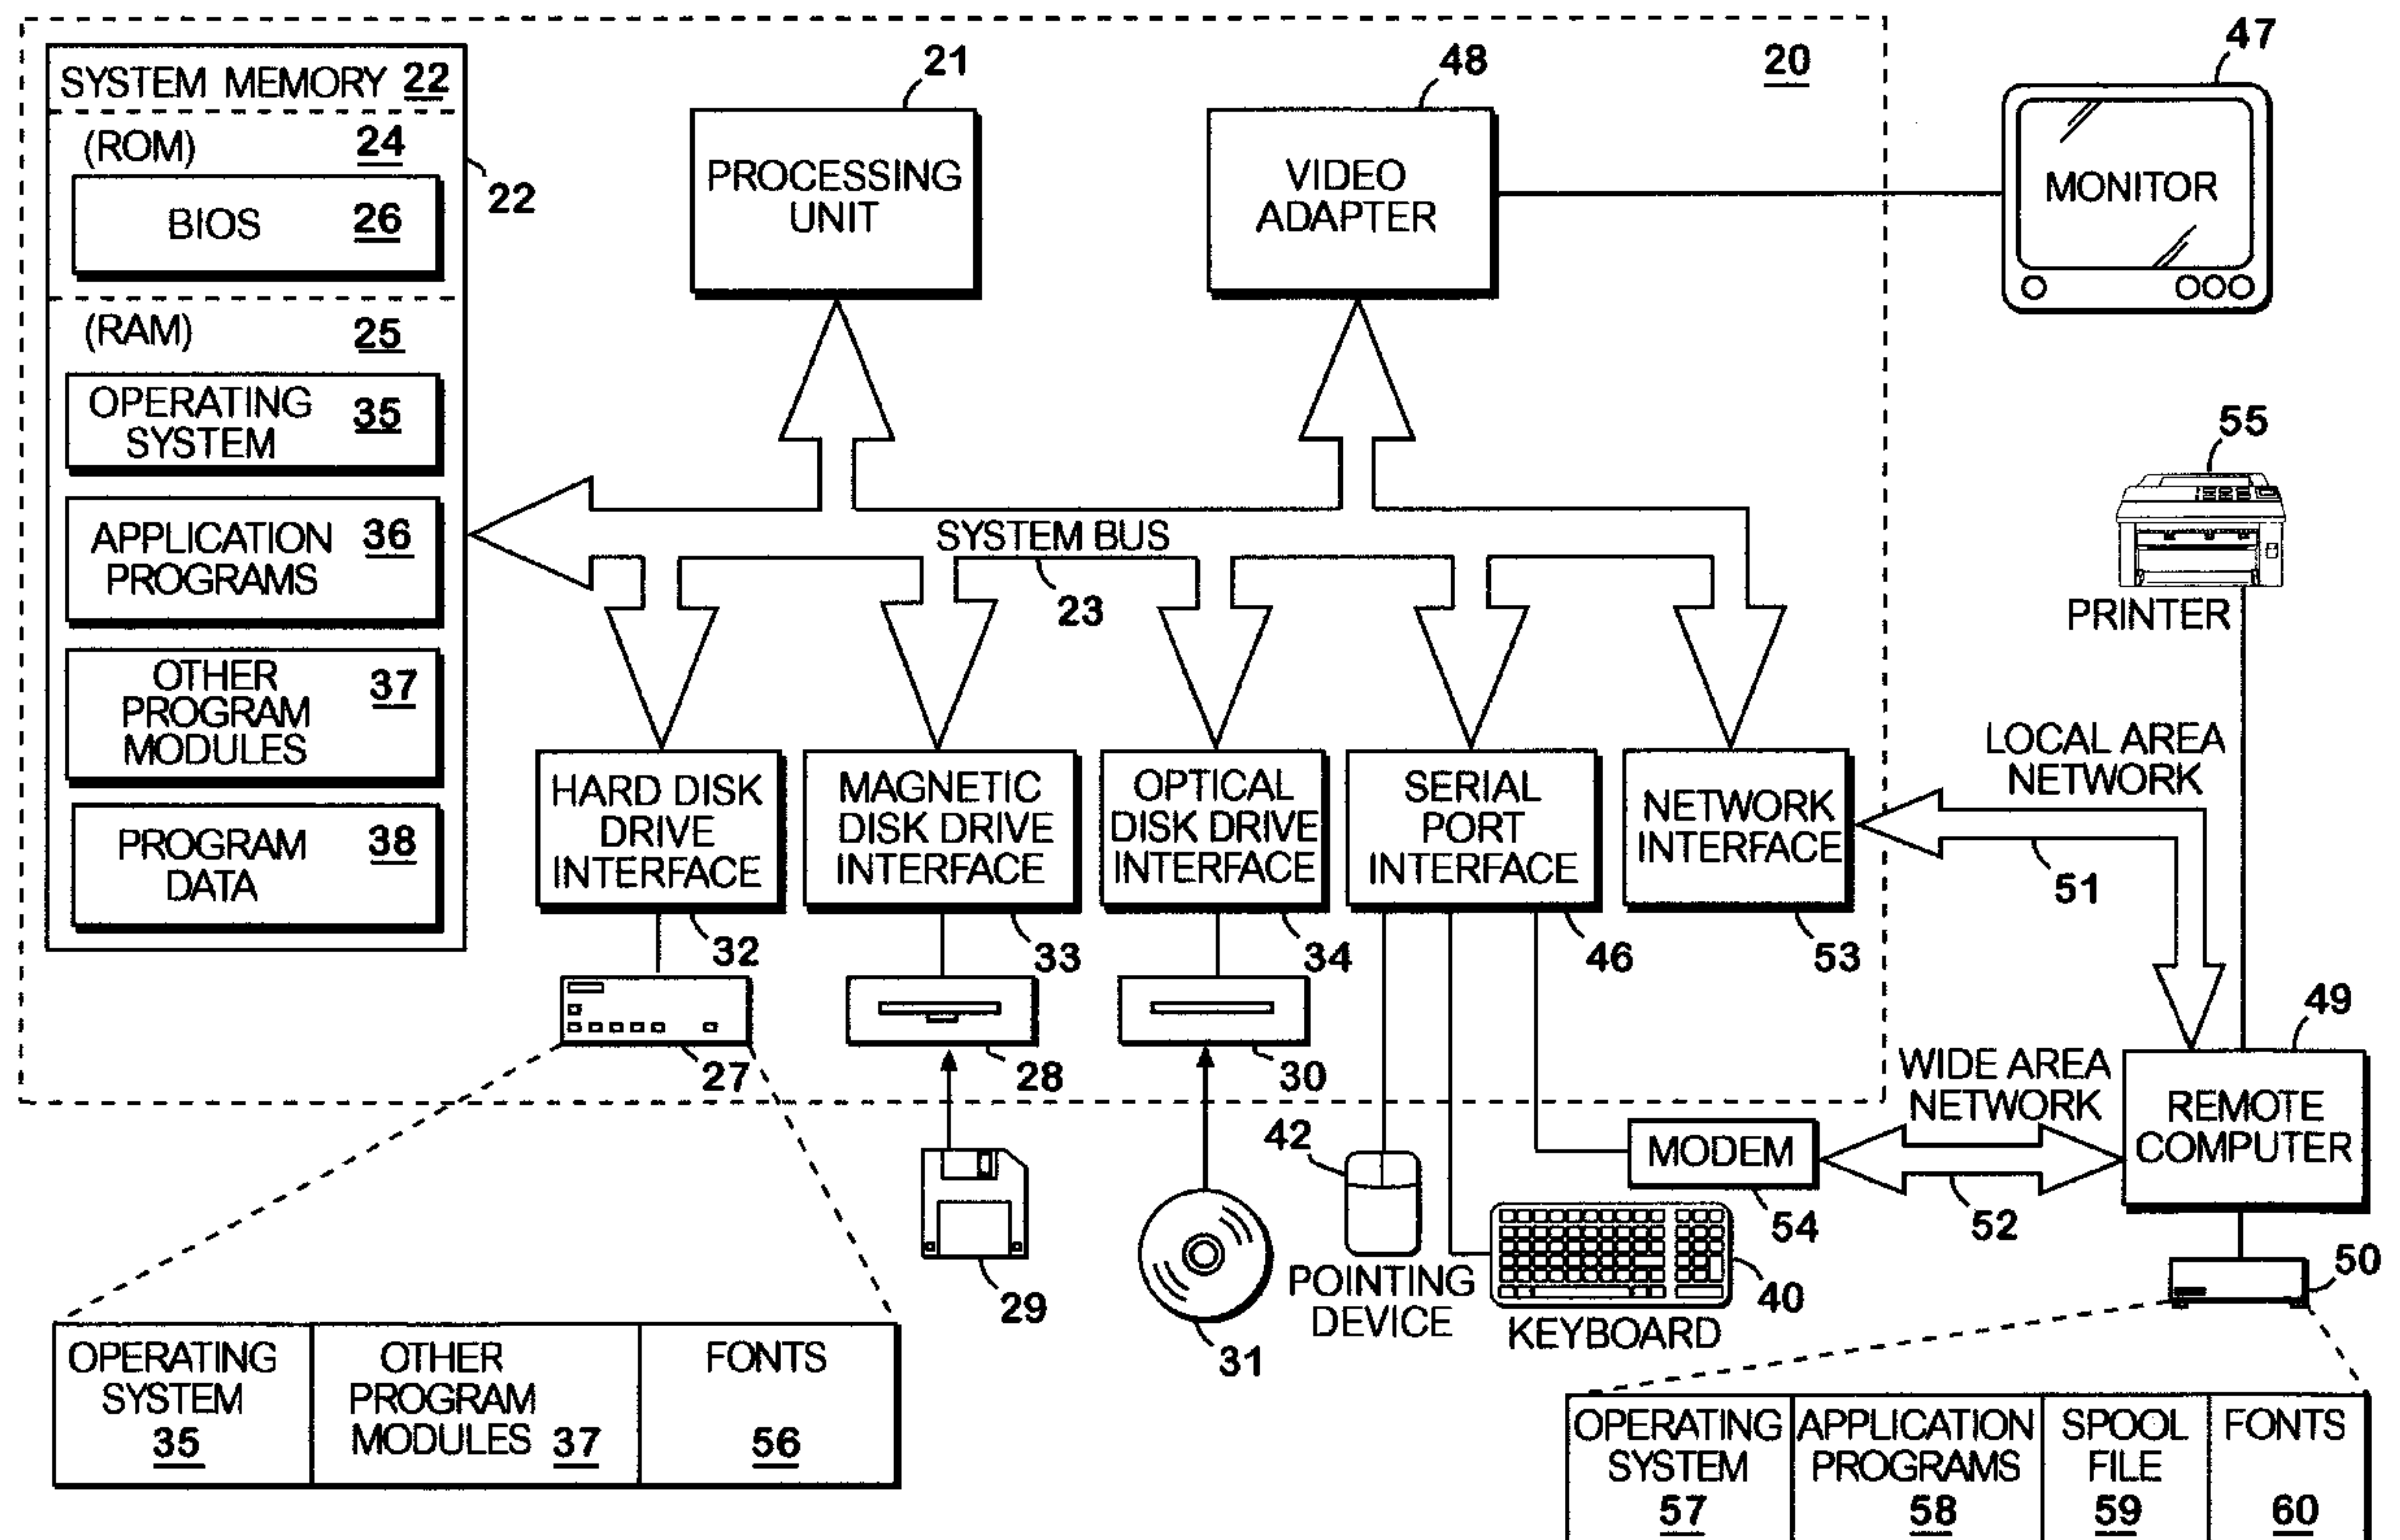 20
47
SYSTEM MEMORY 22
(ROM) 24
BIOS 26
22
(RAM) 25
OPERATING 35
SYSTEM
APPLICATION 36
PROGRAMS
OTHER 37
PROGRAM
MODULES
PROGRAM 38
DATA
21
PROCESSING
UNIT
48
VIDEO
ADAPTER
MONITOR
SYSTEM BUS
23
55
PRINTER
HARD DISK
DRIVE
INTERFACE
32
MAGNETIC
DISK DRIVE
INTERFACE
33
OPTICAL
DISK DRIVE
INTERFACE
34
SERIAL
PORT
INTERFACE
46
NETWORK
INTERFACE
53
LOCAL AREA
NETWORK
51
27
28
30
49
WIDE AREA
NETWORK
REMOTE
COMPUTER
52
MODEM
54
42
POINTING
DEVICE
40
KEYBOARD
29
31
50
OPERATING
SYSTEM
35
OTHER
PROGRAM
MODULES 37
FONTS
56
OPERATING
SYSTEM
57
APPLICATION
PROGRAMS
58
SPOOL
FILE
59
FONTS
60